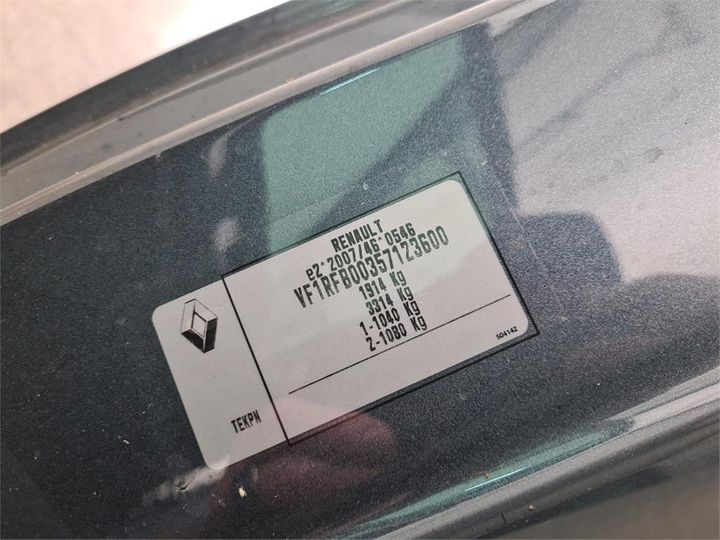 RENAULT
e2*2007/46*0546
VF1RFB00357123600
1914 Kg
3314 Kg
1-1040 Kg
2-1080 Kg
504142
TEKPN